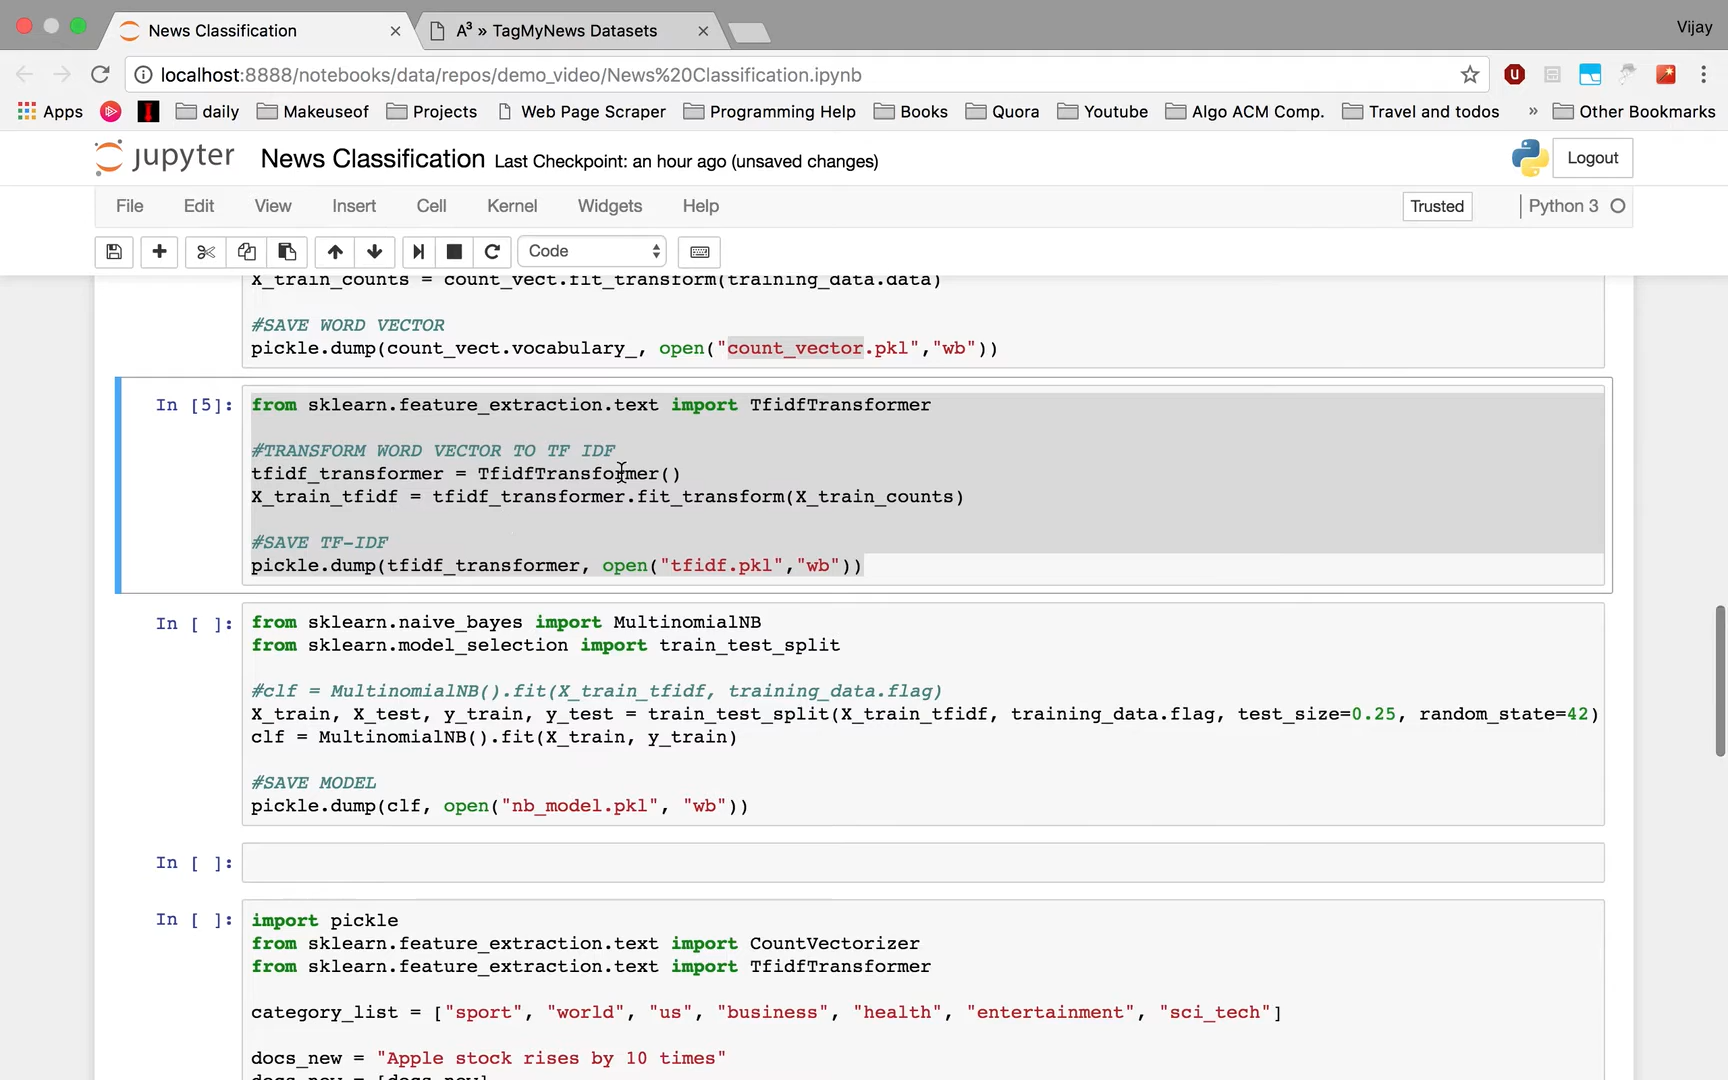 News Classification
A³ » TagMyNews Datasets
Vijay
localhost:8888/notebooks/data/repos/demo_video/News%20Classification.ipynb
Apps daily Makeuseof Projects Web Page Scraper Programming Help Books Quora Youtube Algo ACM Comp. Travel and todos » Other Bookmarks
jupyter News Classification Last Checkpoint: an hour ago (unsaved changes) Logout
File Edit View Insert Cell Kernel Widgets Help Trusted Python 3
Code
X_train_counts = count_vect.fit_transform(training_data.data)
#SAVE WORD VECTOR
pickle.dump(count_vect.vocabulary_, open("count_vector.pkl","wb"))
In [5]: from sklearn.feature_extraction.text import TfidfTransformer
#TRANSFORM WORD VECTOR TO TF IDF
tfidf_transformer = TfidfTransformer()
X_train_tfidf = tfidf_transformer.fit_transform(X_train_counts)
#SAVE TF-IDF
pickle.dump(tfidf_transformer, open("tfidf.pkl","wb"))
In [ ]: from sklearn.naive_bayes import MultinomialNB
from sklearn.model_selection import train_test_split
#clf = MultinomialNB().fit(X_train_tfidf, training_data.flag)
X_train, X_test, y_train, y_test = train_test_split(X_train_tfidf, training_data.flag, test_size=0.25, random_state=42)
clf = MultinomialNB().fit(X_train, y_train)
#SAVE MODEL
pickle.dump(clf, open("nb_model.pkl", "wb"))
In [ ]:
In [ ]: import pickle
from sklearn.feature_extraction.text import CountVectorizer
from sklearn.feature_extraction.text import TfidfTransformer
category_list = ["sport", "world", "us", "business", "health", "entertainment", "sci_tech"]
docs_new = "Apple stock rises by 10 times"
docs_new = [docs_new]